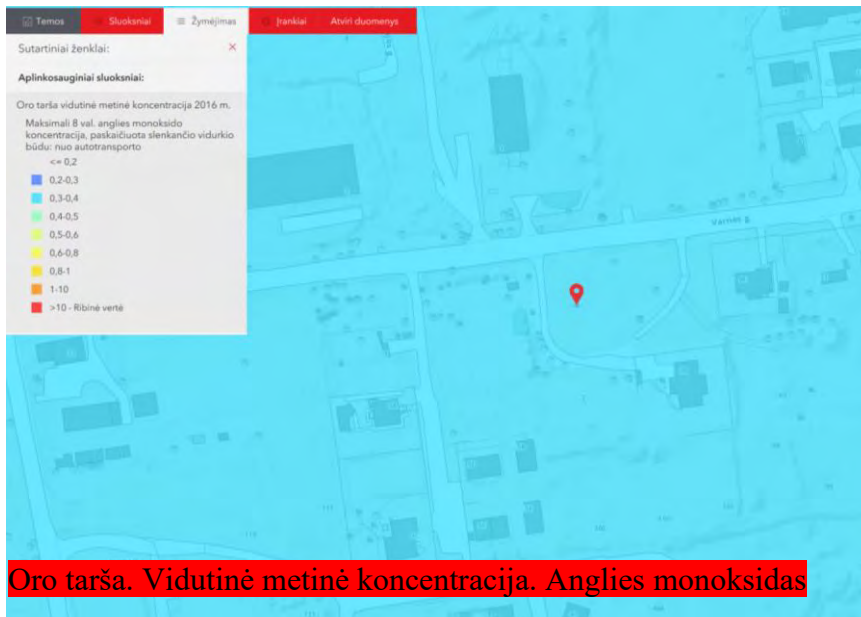 Temos Sluoksniai Žymėjimas Įrankiai Atviri duomenys
Sutartiniai ženklai:
Aplinkosauginiai sluoksniai:
Oro tarša vidutinė metinė koncentracija 2016 m.
Maksimali 8 val. anglies monoksido
koncentracija, paskaičiuota slenkančio vidurkio
būdu: nuo autotransporto
<= 0,2
0,2-0,3
0,3-0,4
0,4-0,5
0,5-0,6
0,6-0,8
0,8-1
1-10
>10 - Ribinė vertė
Varnės g.
Oro tarša. Vidutinė metinė koncentracija. Anglies monoksidas